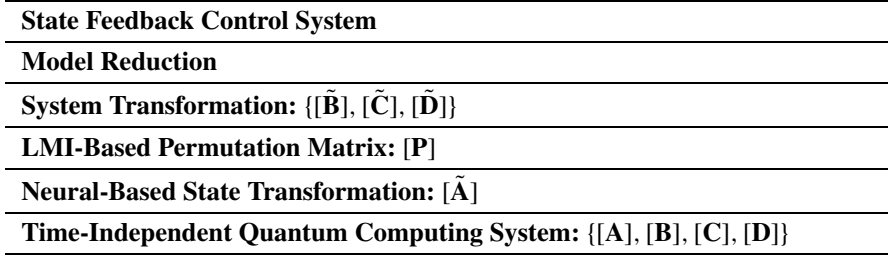 State Feedback Control System
Model Reduction
System Transformation: {[B̃], [C̃], [D̃]}
LMI-Based Permutation Matrix: [P]
Neural-Based State Transformation: [Ã]
Time-Independent Quantum Computing System: {[A], [B], [C], [D]}